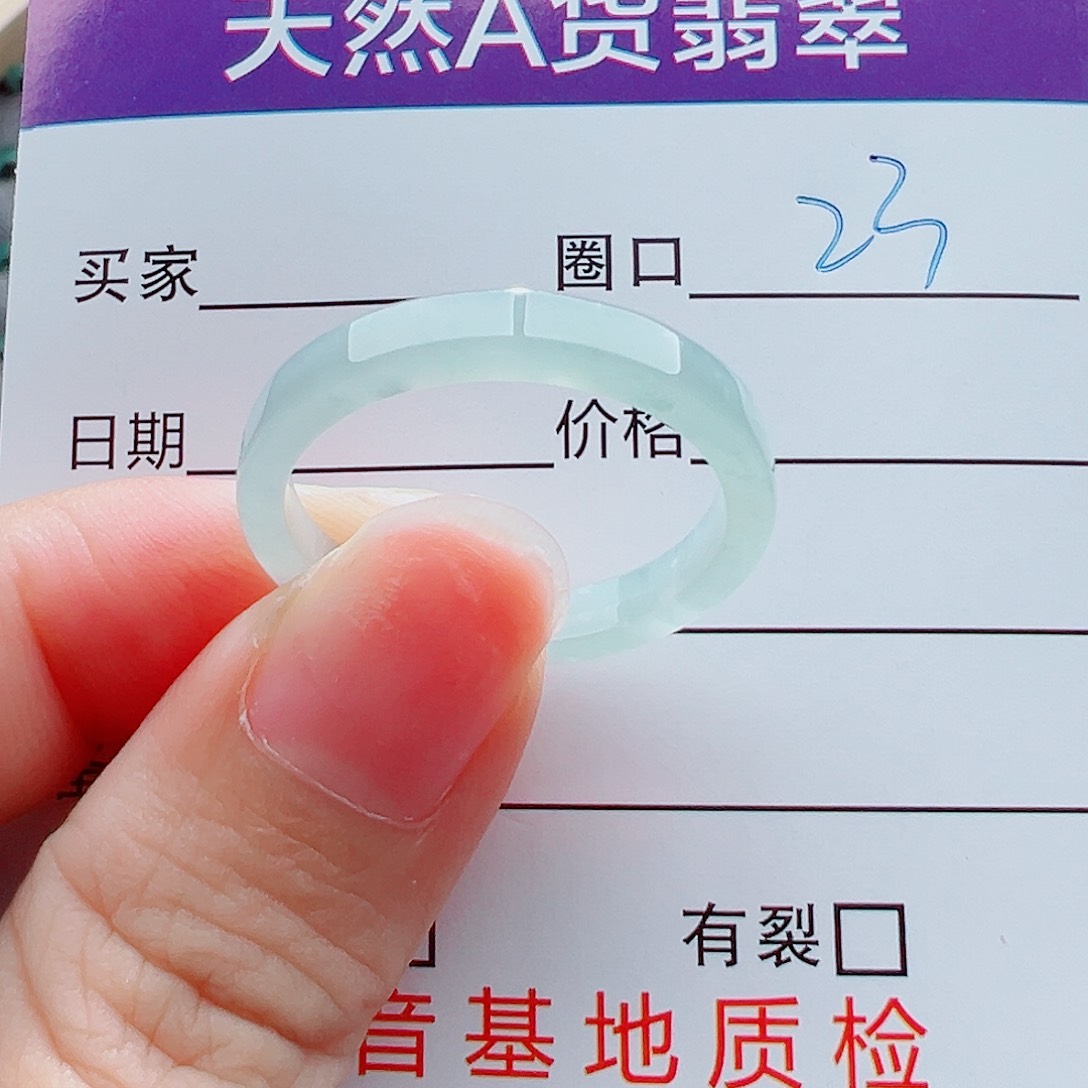 天然A货翡翠
买家 圈口 23
日期 价格
有裂
音基地质检